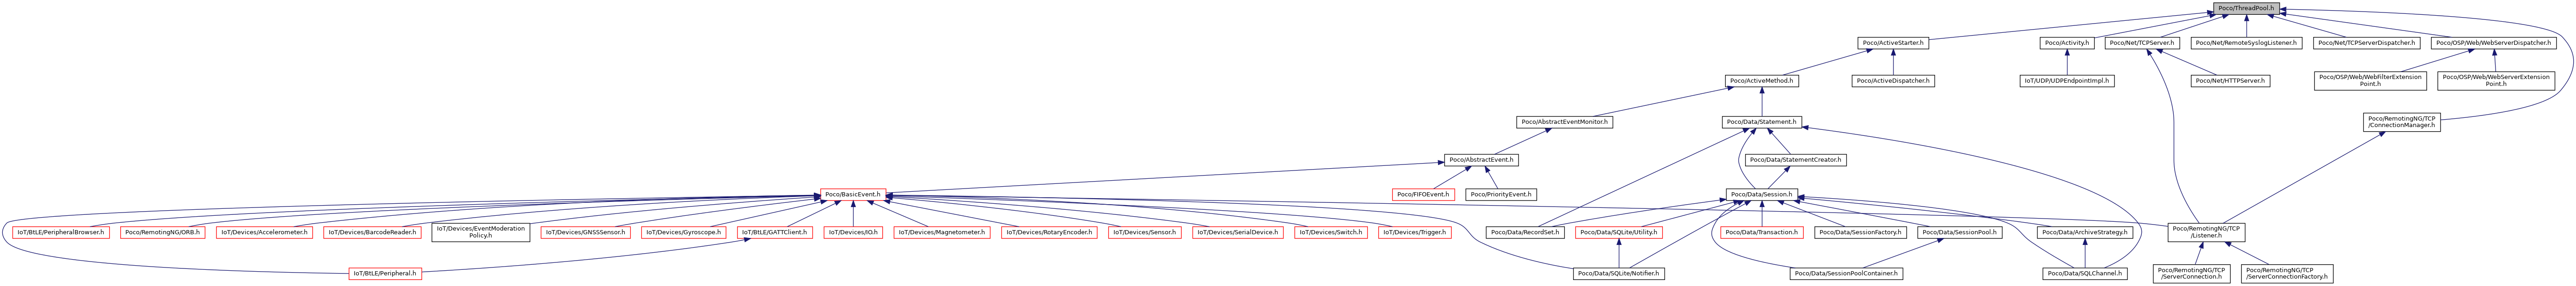 Poco/ThreadPool.h
Poco/ActiveStarter.h
Poco/Activity.h
Poco/Net/TCPServer.h
Poco/Net/RemoteSyslogListener.h
Poco/Net/TCPServerDispatcher.h
Poco/OSP/Web/WebServerDispatcher.h
Poco/ActiveMethod.h
Poco/ActiveDispatcher.h
IoT/UDP/UDPEndpointImpl.h
Poco/Net/HTTPServer.h
Poco/OSP/Web/WebFilterExtension
Point.h
Poco/OSP/Web/WebServerExtension
Point.h
Poco/AbstractEventMonitor.h
Poco/Data/Statement.h
Poco/RemotingNG/TCP
/ConnectionManager.h
Poco/AbstractEvent.h
Poco/Data/StatementCreator.h
Poco/BasicEvent.h
Poco/FIFOEvent.h
Poco/PriorityEvent.h
Poco/Data/Session.h
IoT/BtLE/PeripheralBrowser.h
Poco/RemotingNG/ORB.h
IoT/Devices/Accelerometer.h
IoT/Devices/BarcodeReader.h
IoT/Devices/EventModeration
Policy.h
IoT/Devices/GNSSSensor.h
IoT/Devices/Gyroscope.h
IoT/BtLE/GATTClient.h
IoT/Devices/IO.h
IoT/Devices/Magnetometer.h
IoT/Devices/RotaryEncoder.h
IoT/Devices/Sensor.h
IoT/Devices/SerialDevice.h
IoT/Devices/Switch.h
IoT/Devices/Trigger.h
Poco/Data/RecordSet.h
Poco/Data/SQLite/Utility.h
Poco/Data/Transaction.h
Poco/Data/SessionFactory.h
Poco/Data/SessionPool.h
Poco/Data/ArchiveStrategy.h
Poco/RemotingNG/TCP
/Listener.h
IoT/BtLE/Peripheral.h
Poco/Data/SQLite/Notifier.h
Poco/Data/SessionPoolContainer.h
Poco/Data/SQLChannel.h
Poco/RemotingNG/TCP
/ServerConnection.h
Poco/RemotingNG/TCP
/ServerConnectionFactory.h